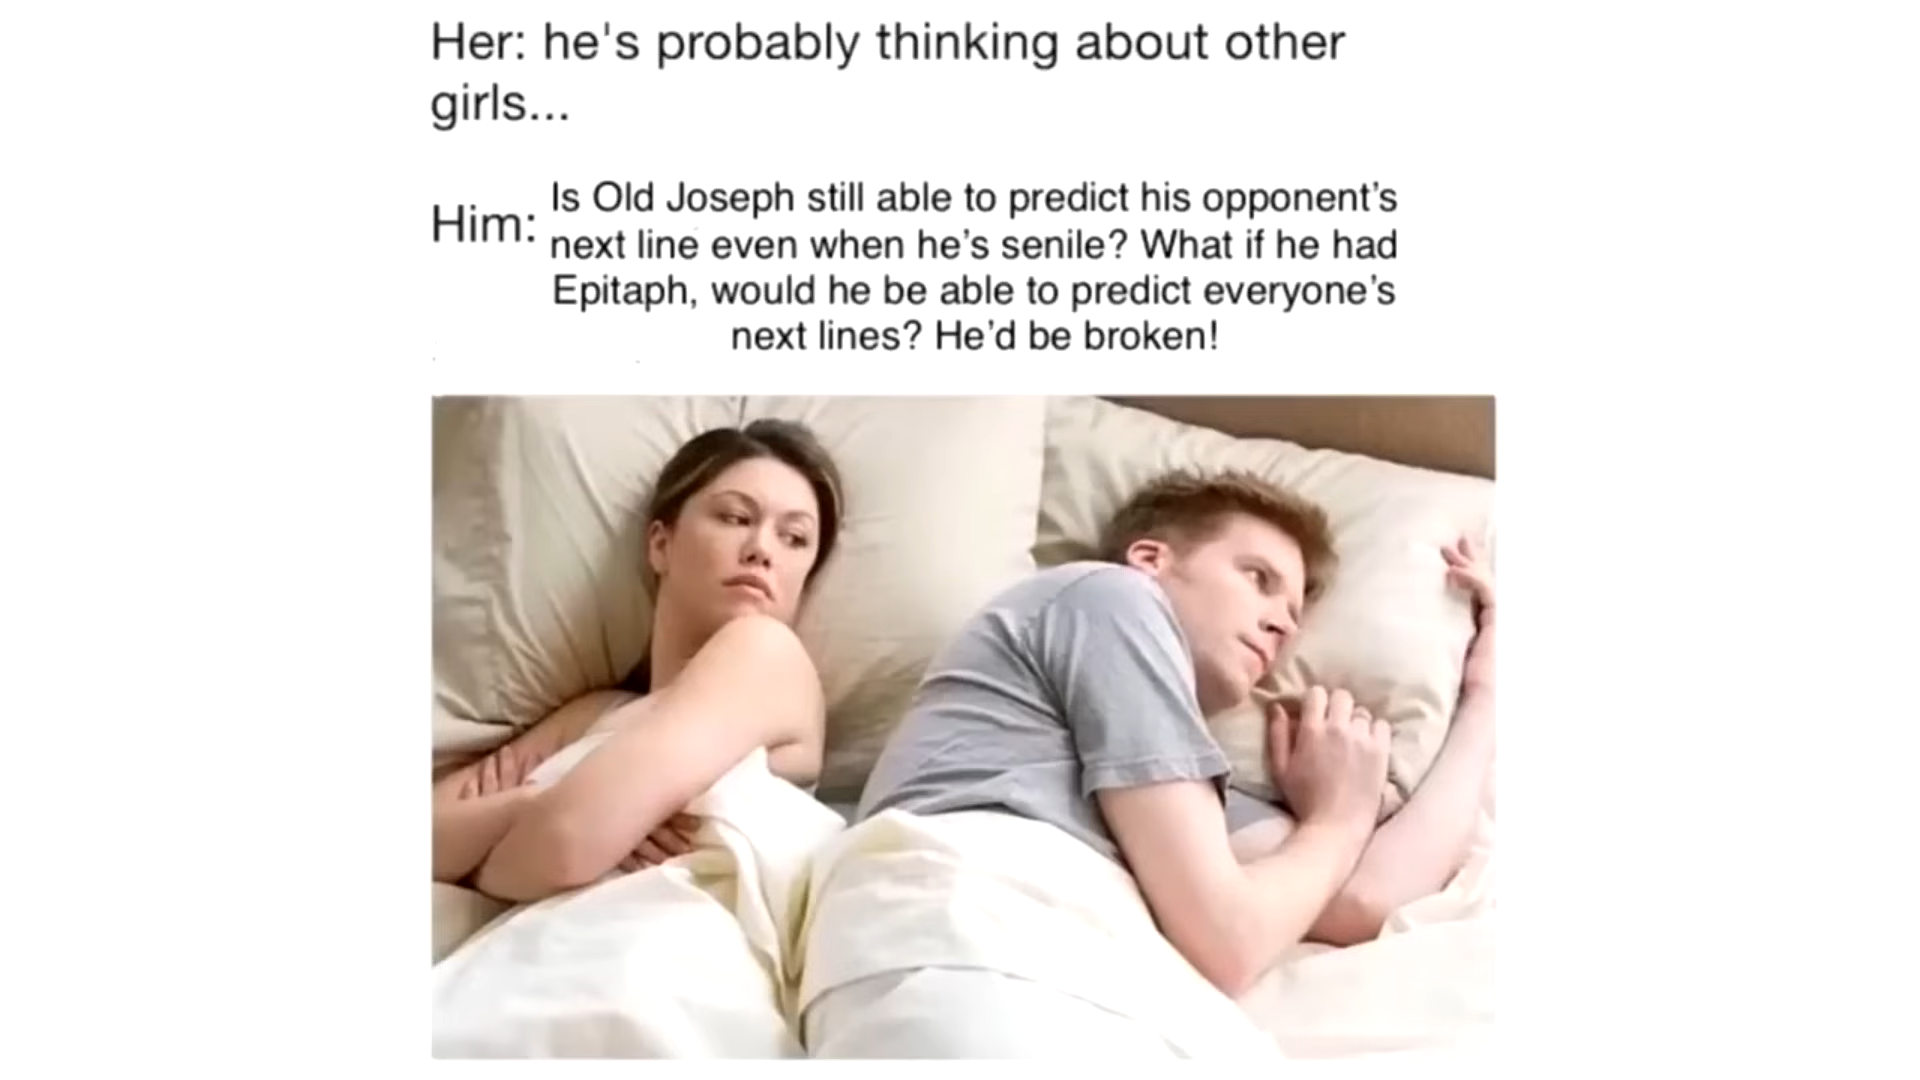 Her: he's probably thinking about other
girls...
Him:
Is Old Joseph still able to predict his opponent’s
next line even when he’s senile? What if he had
Epitaph, would he be able to predict everyone’s
next lines? He’d be broken!